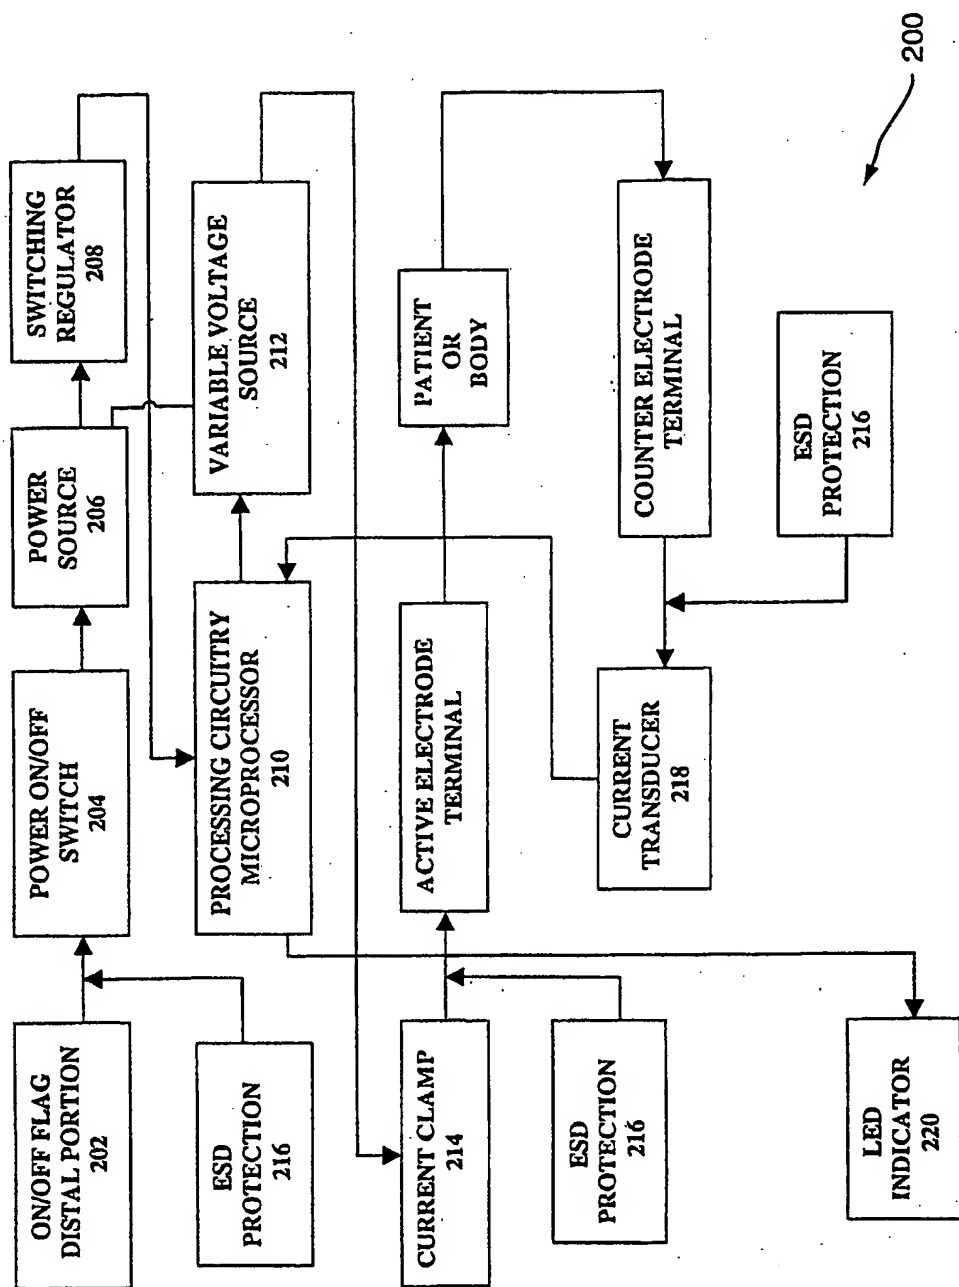 ON/OFF FLAG
DISTAL PORTION
202
POWER ON/OFF
SWITCH
204
POWER
SOURCE
206
SWITCHING
REGULATOR
208
ESD
PROTECTION
216
PROCESSING CIRCUITRY
MICROPROCESSOR
210
VARIABLE VOLTAGE
SOURCE
212
CURRENT CLAMP
214
ACTIVE ELECTRODE
TERMINAL
PATIENT
OR
BODY
ESD
PROTECTION
216
CURRENT
TRANSDUCER
218
COUNTER ELECTRODE
TERMINAL
ESD
PROTECTION
216
LED
INDICATOR
220
200